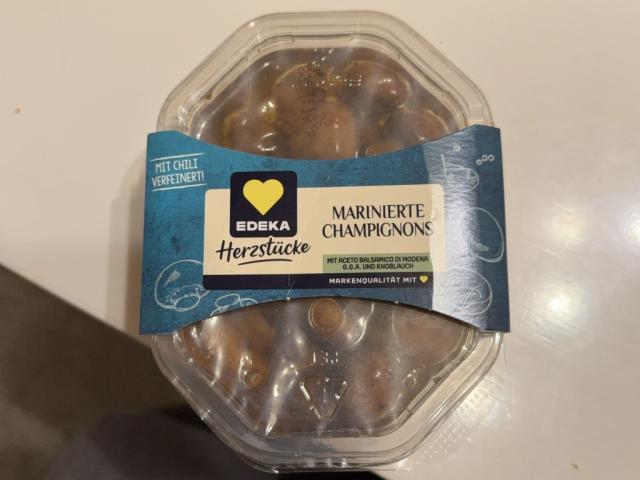 MIT CHILI
VERFEINERT!
EDEKA
Herzstücke
MARINIERTE
CHAMPIGNONS
MIT ACETO BALSAMICO DI MODENA
G.G.A. UND KNOBLAUCH
MARKENQUALITÄT MIT